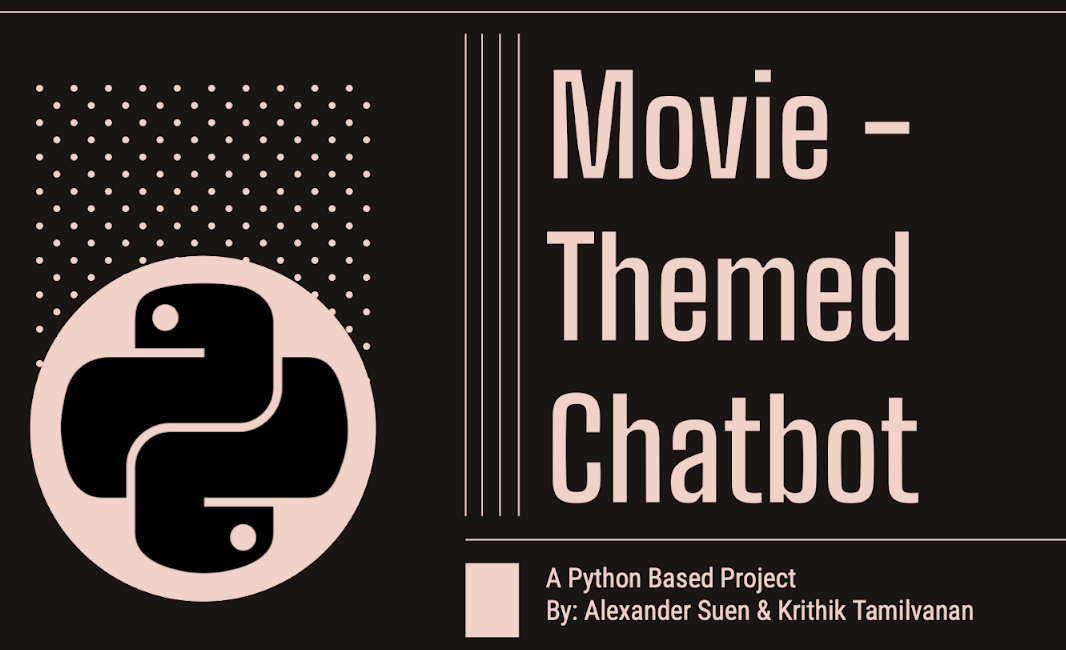 Movie -
Themed
Chatbot
A Python Based Project
By: Alexander Suen & Krithik Tamilvanan